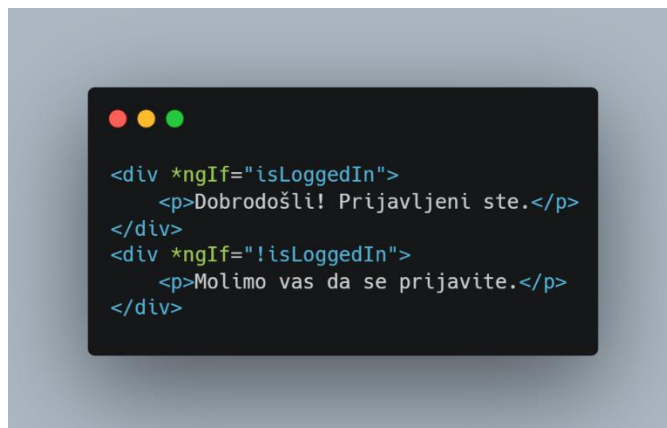 <div *ngIf="isLoggedIn">
    <p>Dobrodošli! Prijavljeni ste.</p>
</div>
<div *ngIf="!isLoggedIn">
    <p>Molimo vas da se prijavite.</p>
</div>